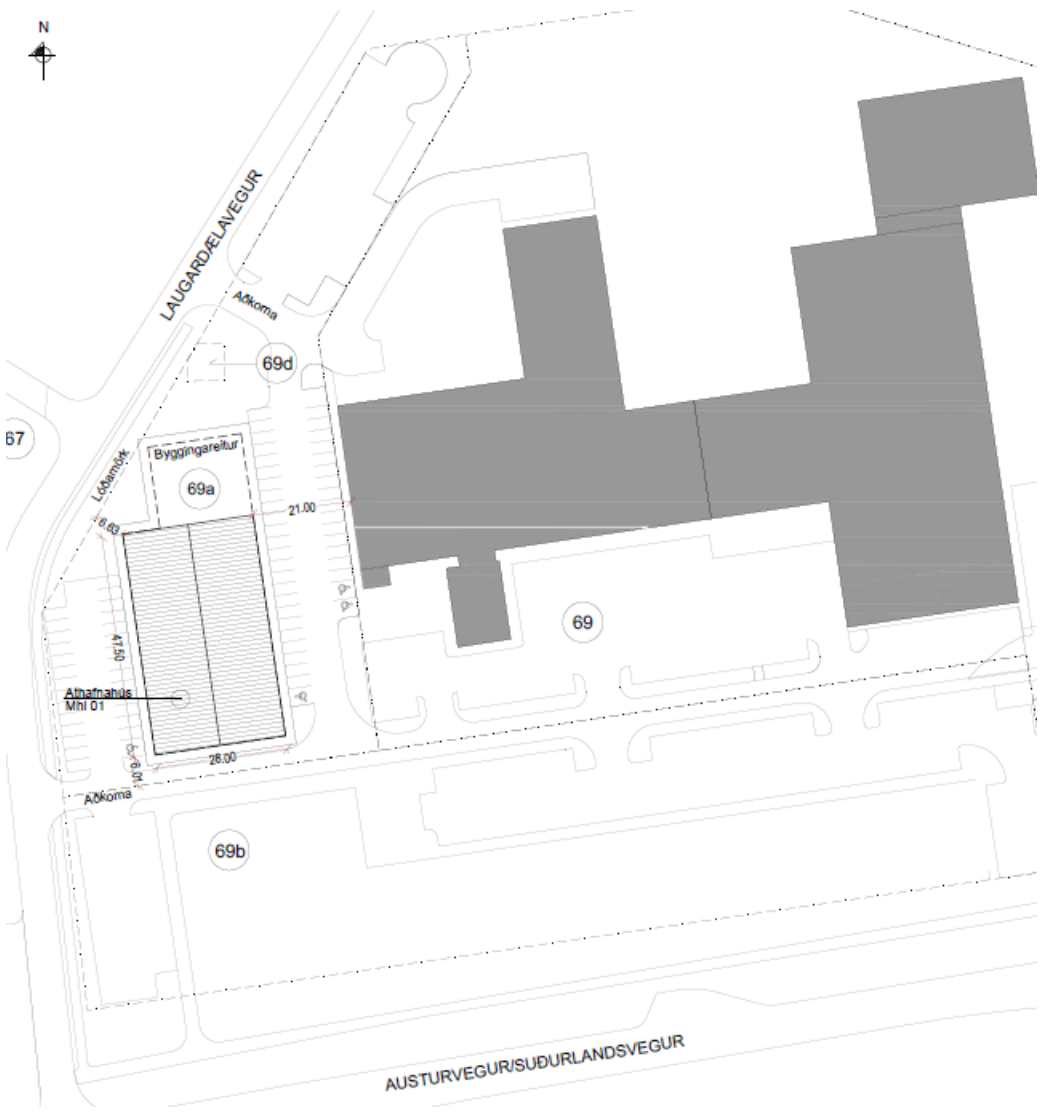 N
LAUGARDÆLAVEGUR
Aðkoma
69d
67
Byggingareitur
Lóðamörk
69a
21.00
6.63
47.50
69
Athafnahús
Mhl 01
28.00
6.01
Aðkoma
69b
AUSTURVEGUR/SUÐURLANDSVEGUR